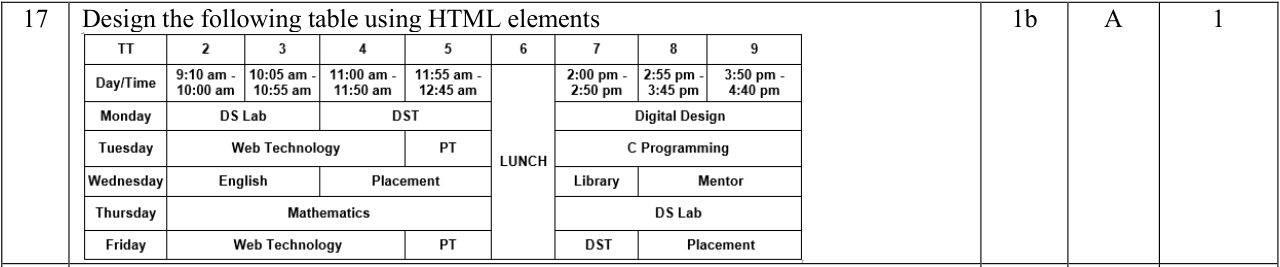 17 Design the following table using HTML elements 1b A 1
TT 2 3 4 5 6 7 8 9
Day/Time 9:10 am - 10:05 am - 11:00 am - 11:55 am - 2:00 pm - 2:55 pm - 3:50 pm -
10:00 am 10:55 am 11:50 am 12:45 am 2:50 pm 3:45 pm 4:40 pm
Monday DS Lab DST Digital Design
Tuesday Web Technology PT C Programming
LUNCH
Wednesday English Placement Library Mentor
Thursday Mathematics DS Lab
Friday Web Technology PT DST Placement